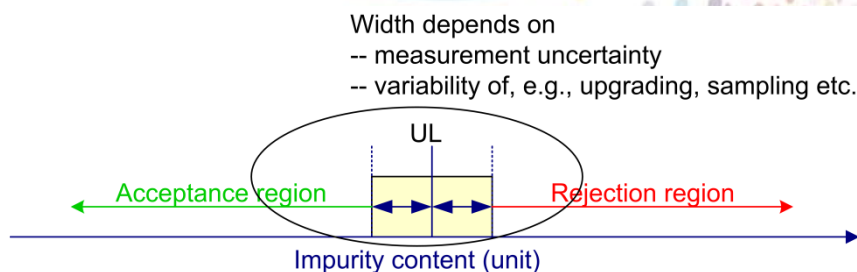 Width depends on
-- measurement uncertainty
-- variability of, e.g., upgrading, sampling etc.
UL
Acceptance region
Rejection region
Impurity content (unit)